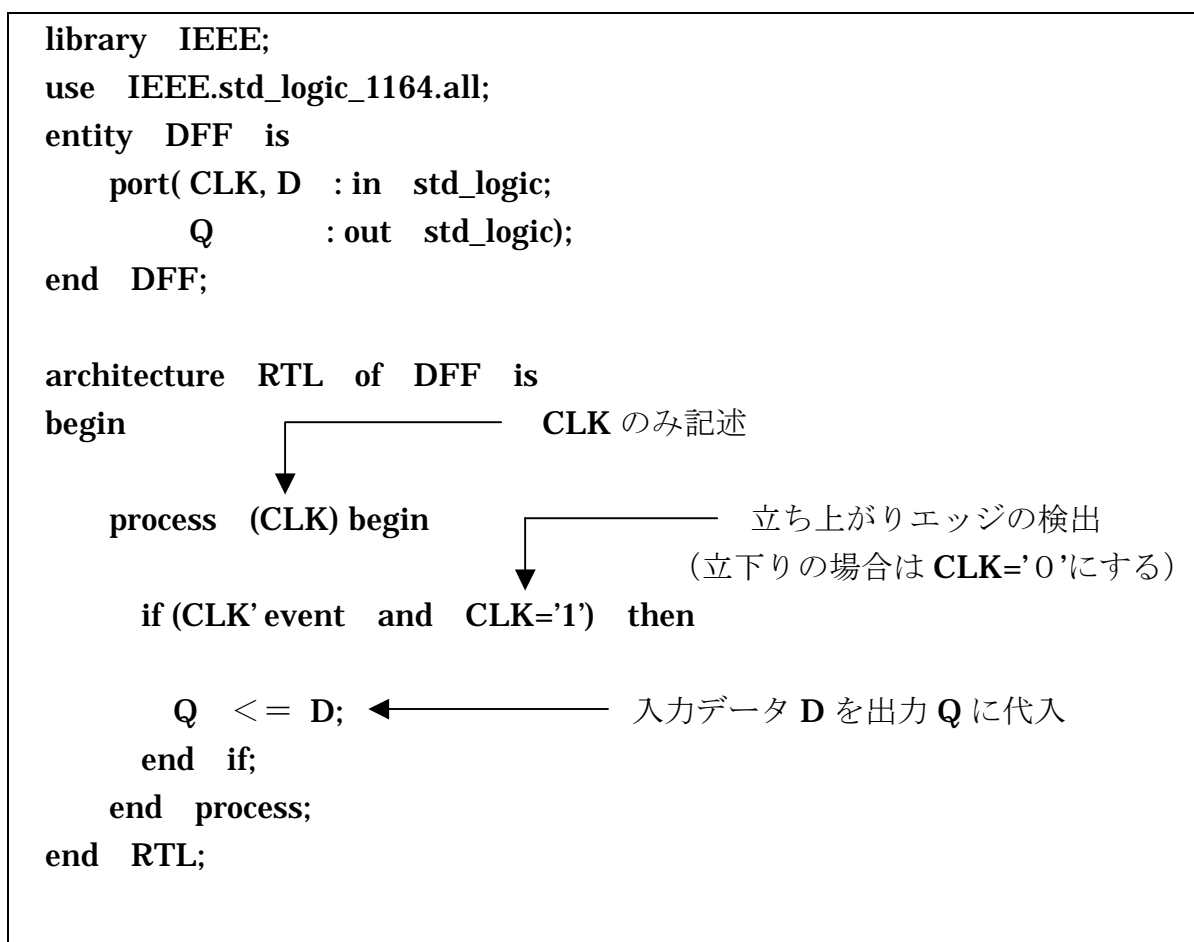 library IEEE;
use IEEE.std_logic_1164.all;
entity DFF is
port( CLK, D : in std_logic;
Q : out std_logic);
end DFF;
architecture RTL of DFF is
begin
CLK のみ記述
process (CLK) begin
立ち上がりエッジの検出
（立下りの場合は CLK=’０’にする）
if (CLK’ event and CLK=’1’) then
Q ＜＝ D;
入力データ D を出力 Q に代入
end if;
end process;
end RTL;